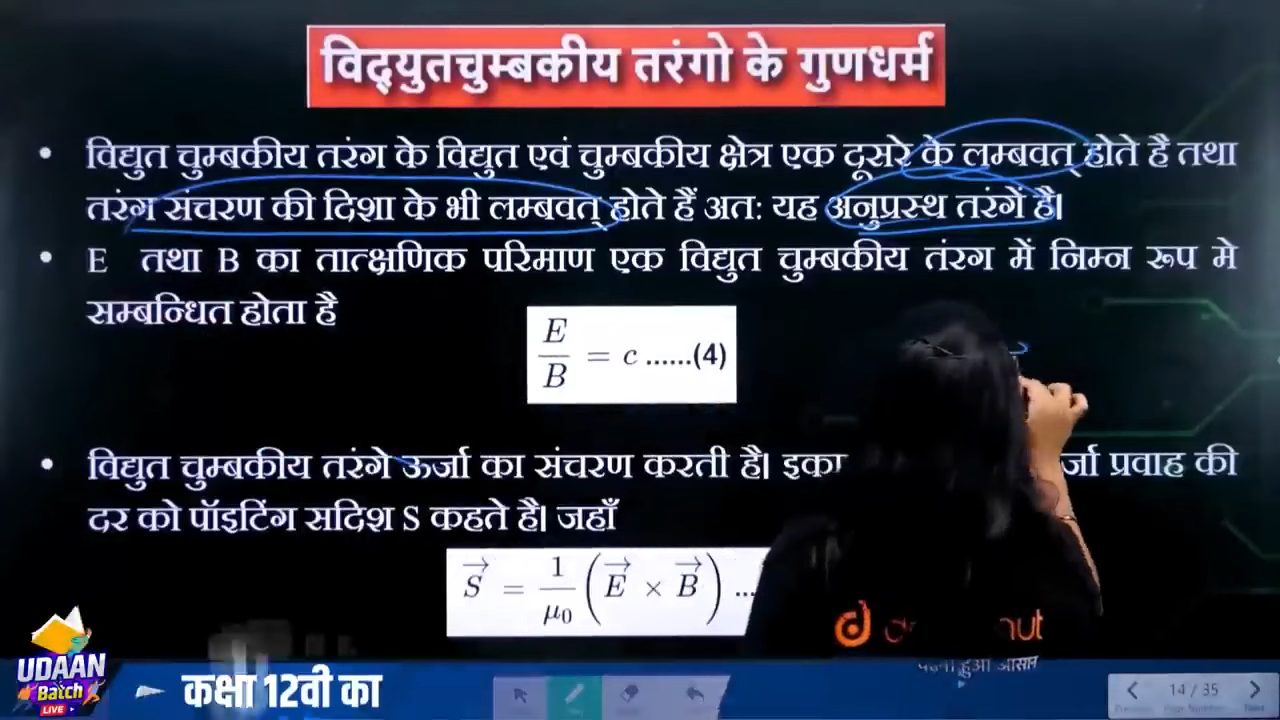 विद्युतचुम्बकीय तरंगो के गुणधर्म
• विद्युत चुम्बकीय तरंग के विद्युत एवं चुम्बकीय क्षेत्र एक दूसरे के लम्बवत् होते है तथा
तरंग संचरण की दिशा के भी लम्बवत् होते हैं अत: यह अनुप्रस्थ तरंगें है।
• E तथा B का तात्क्षणिक परिमाण एक विद्युत चुम्बकीय तंरग में निम्न रूप मे
सम्बन्धित होता है
E/B = c ......(4)
• विद्युत चुम्बकीय तरंगे ऊर्जा का संचरण करती है। प्रवाह की
दर को पॉइटिंग सदिश S कहते है। जहाँ
S⃗ = 1/μ₀ (E⃗ × B⃗) ...
UDAAN
Batch
LIVE
कक्षा 12वी का
14 / 35